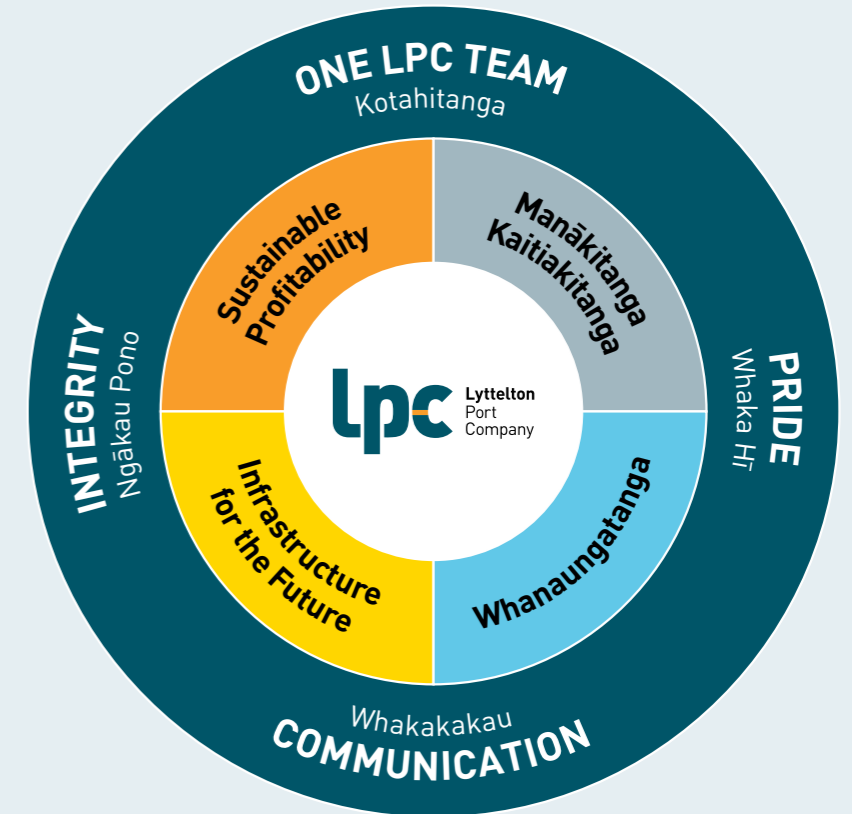 ONE LPC TEAM
Kotahitanga
Sustainable
Profitability
Manākitanga
Kaitiakitanga
INTEGRITY
Ngākau Pono
lpc
Lyttelton
Port
Company
PRIDE
Whaka Hī
Infrastructure
for the Future
Whanaungatanga
Whakakakau
COMMUNICATION